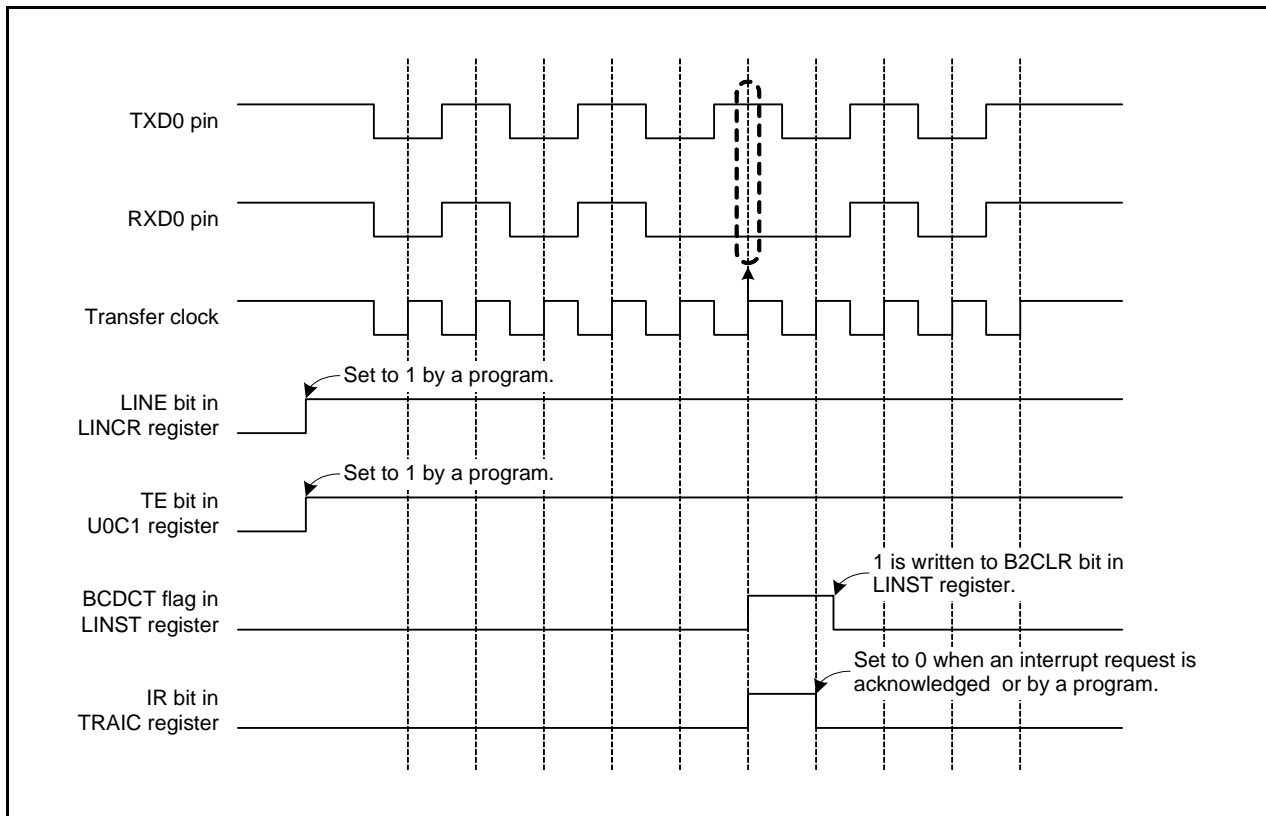 TXD0 pin
RXD0 pin
Transfer clock
Set to 1 by a program.
LINE bit in
LINCR register
Set to 1 by a program.
TE bit in
U0C1 register
1 is written to B2CLR bit in
LINST register.
BCDCT flag in
LINST register
Set to 0 when an interrupt request is
acknowledged or by a program.
IR bit in
TRAIC register